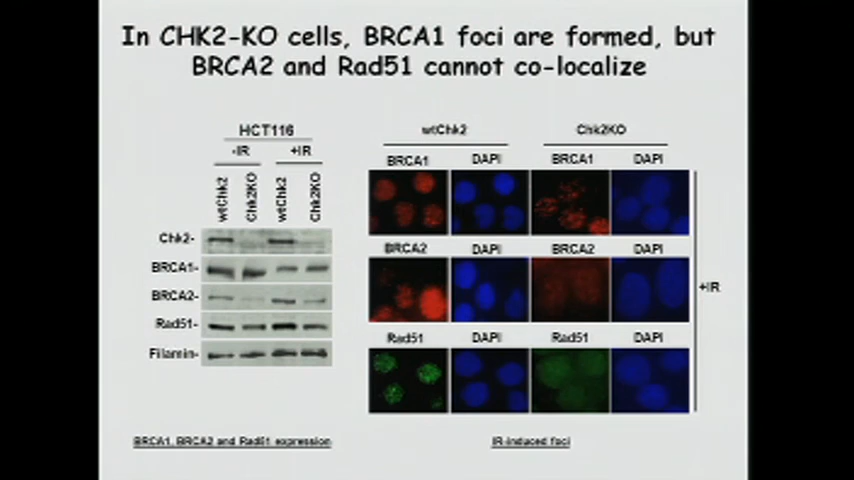 In CHK2-KO cells, BRCA1 foci are formed, but
BRCA2 and Rad51 cannot co-localize
HCT116
-IR +IR
wtChk2 Chk2KO wtChk2 Chk2KO
Chk2-
BRCA1-
BRCA2-
Rad51-
Filamin-
BRCA1, BRCA2 and Rad51 expression
wtChk2 Chk2KO
BRCA1 DAPI BRCA1 DAPI
BRCA2 DAPI BRCA2 DAPI
Rad51 DAPI Rad51 DAPI
+IR
IR-induced foci